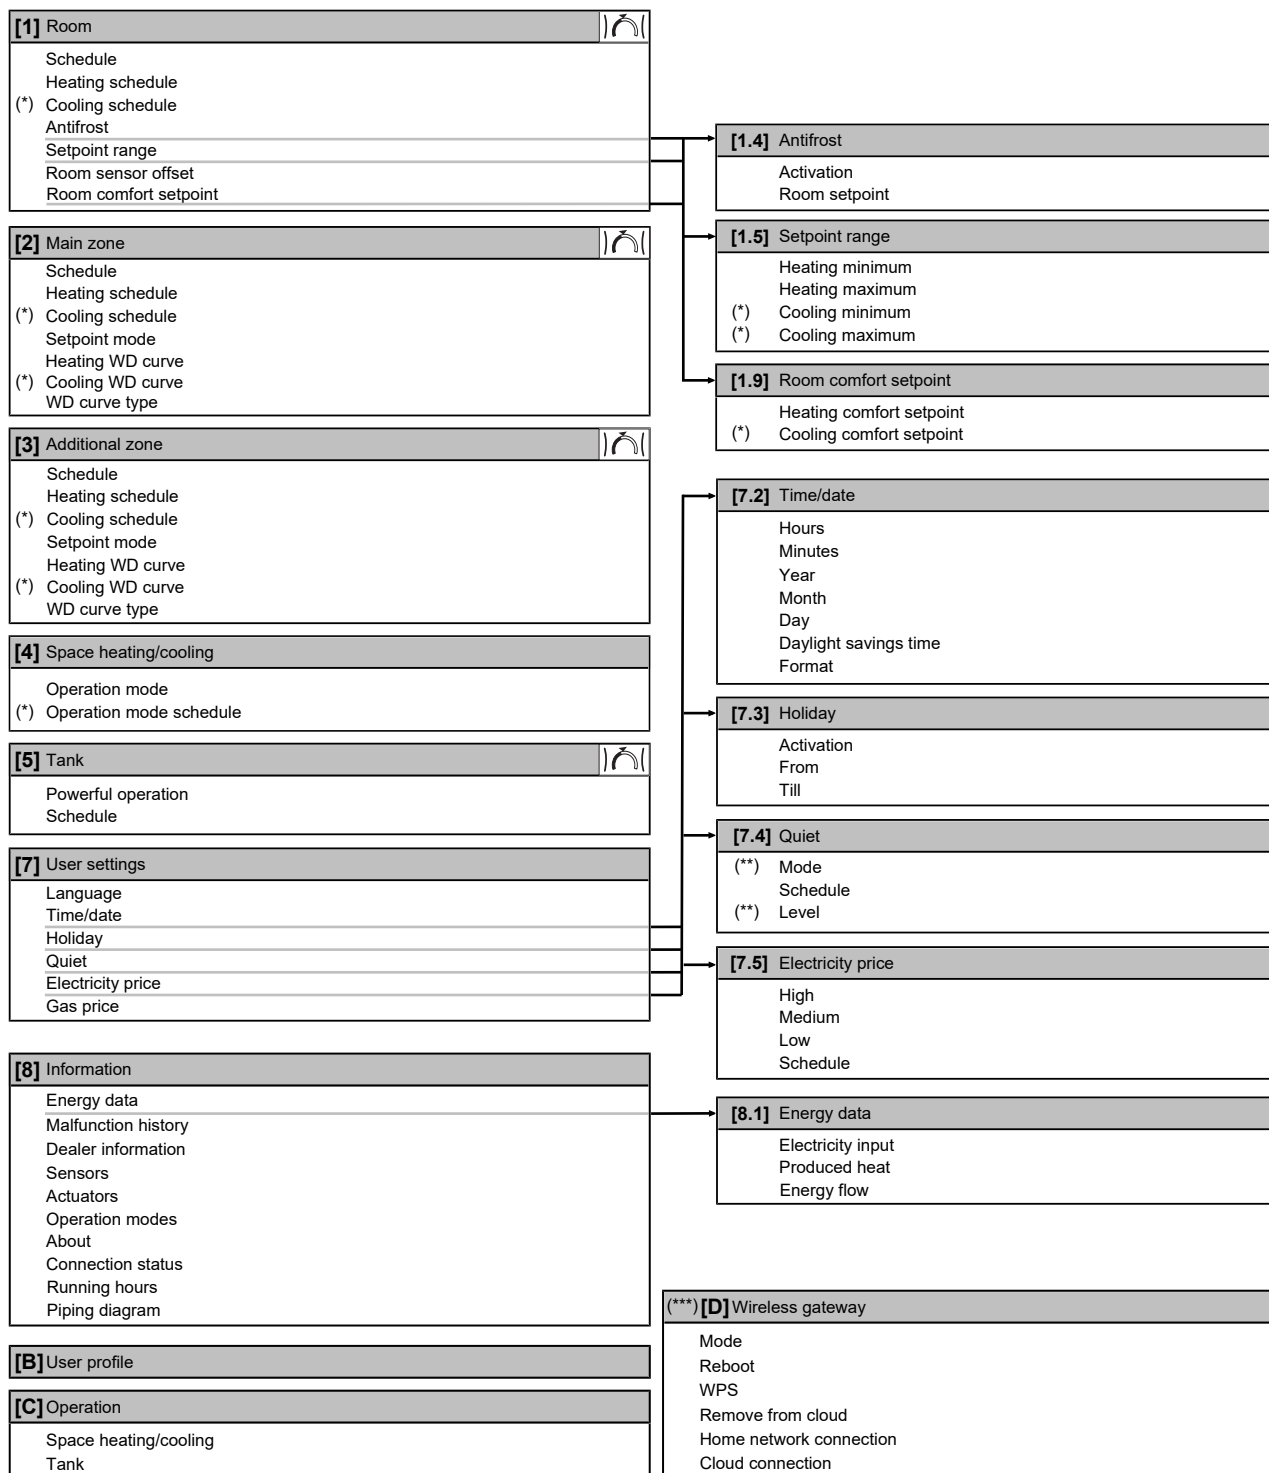 [1] Room
Schedule
Heating schedule
(*) Cooling schedule
Antifrost
Setpoint range
Room sensor offset
Room comfort setpoint
[2] Main zone
Schedule
Heating schedule
(*) Cooling schedule
Setpoint mode
Heating WD curve
(*) Cooling WD curve
WD curve type
[3] Additional zone
Schedule
Heating schedule
(*) Cooling schedule
Setpoint mode
Heating WD curve
(*) Cooling WD curve
WD curve type
[4] Space heating/cooling
Operation mode
(*) Operation mode schedule
[5] Tank
Powerful operation
Schedule
[7] User settings
Language
Time/date
Holiday
Quiet
Electricity price
Gas price
[8] Information
Energy data
Malfunction history
Dealer information
Sensors
Actuators
Operation modes
About
Connection status
Running hours
Piping diagram
[B] User profile
[C] Operation
Space heating/cooling
Tank
[1.4] Antifrost
Activation
Room setpoint
[1.5] Setpoint range
Heating minimum
Heating maximum
(*) Cooling minimum
(*) Cooling maximum
[1.9] Room comfort setpoint
Heating comfort setpoint
(*) Cooling comfort setpoint
[7.2] Time/date
Hours
Minutes
Year
Month
Day
Daylight savings time
Format
[7.3] Holiday
Activation
From
Till
[7.4] Quiet
(**) Mode
Schedule
(**) Level
[7.5] Electricity price
High
Medium
Low
Schedule
[8.1] Energy data
Electricity input
Produced heat
Energy flow
(***) [D] Wireless gateway
Mode
Reboot
WPS
Remove from cloud
Home network connection
Cloud connection